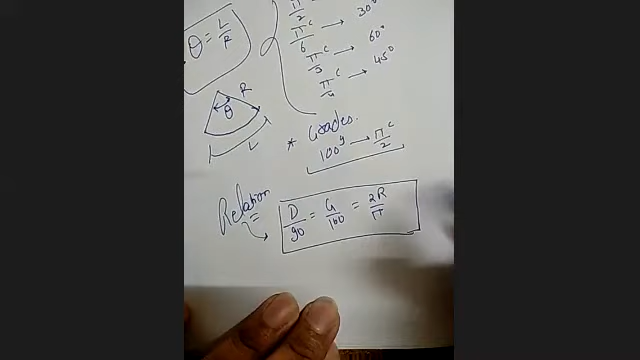 θ = L/R
π/2
π^c/6 → 30°
π^c/3 → 60°
π^c/4 → 45°
R
θ
L
* Grades.
100^g → π^c/2
Relation
D/90 = G/100 = 2R/π